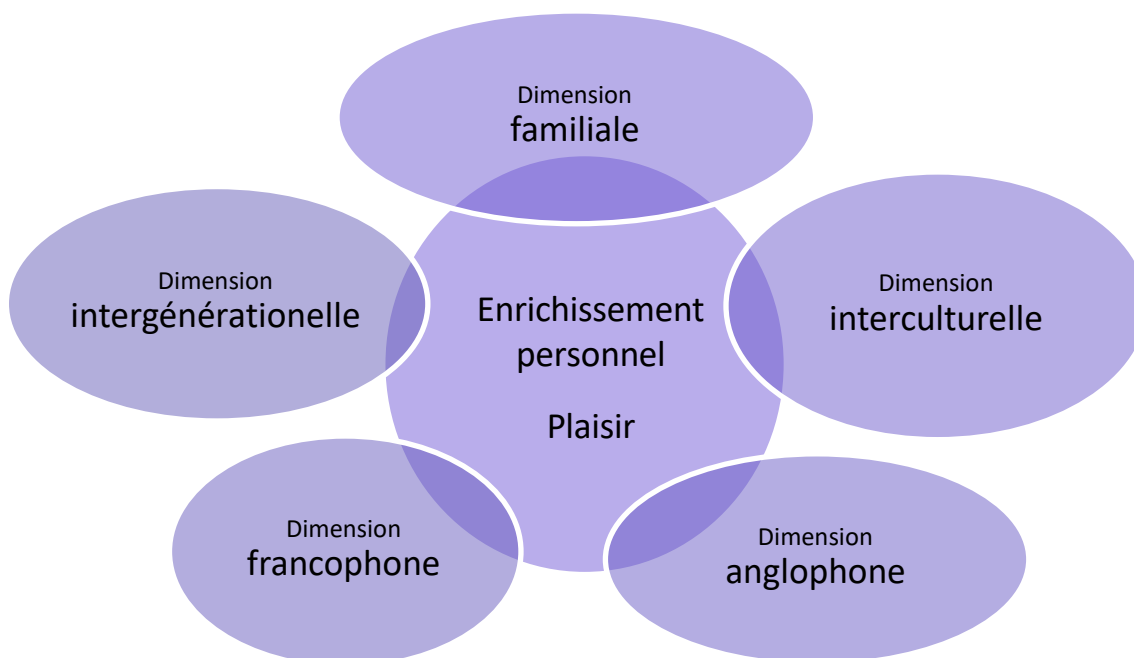 Dimension
familiale
Dimension
intergénérationelle
Dimension
interculturelle
Enrichissement
personnel
Plaisir
Dimension
francophone
Dimension
anglophone